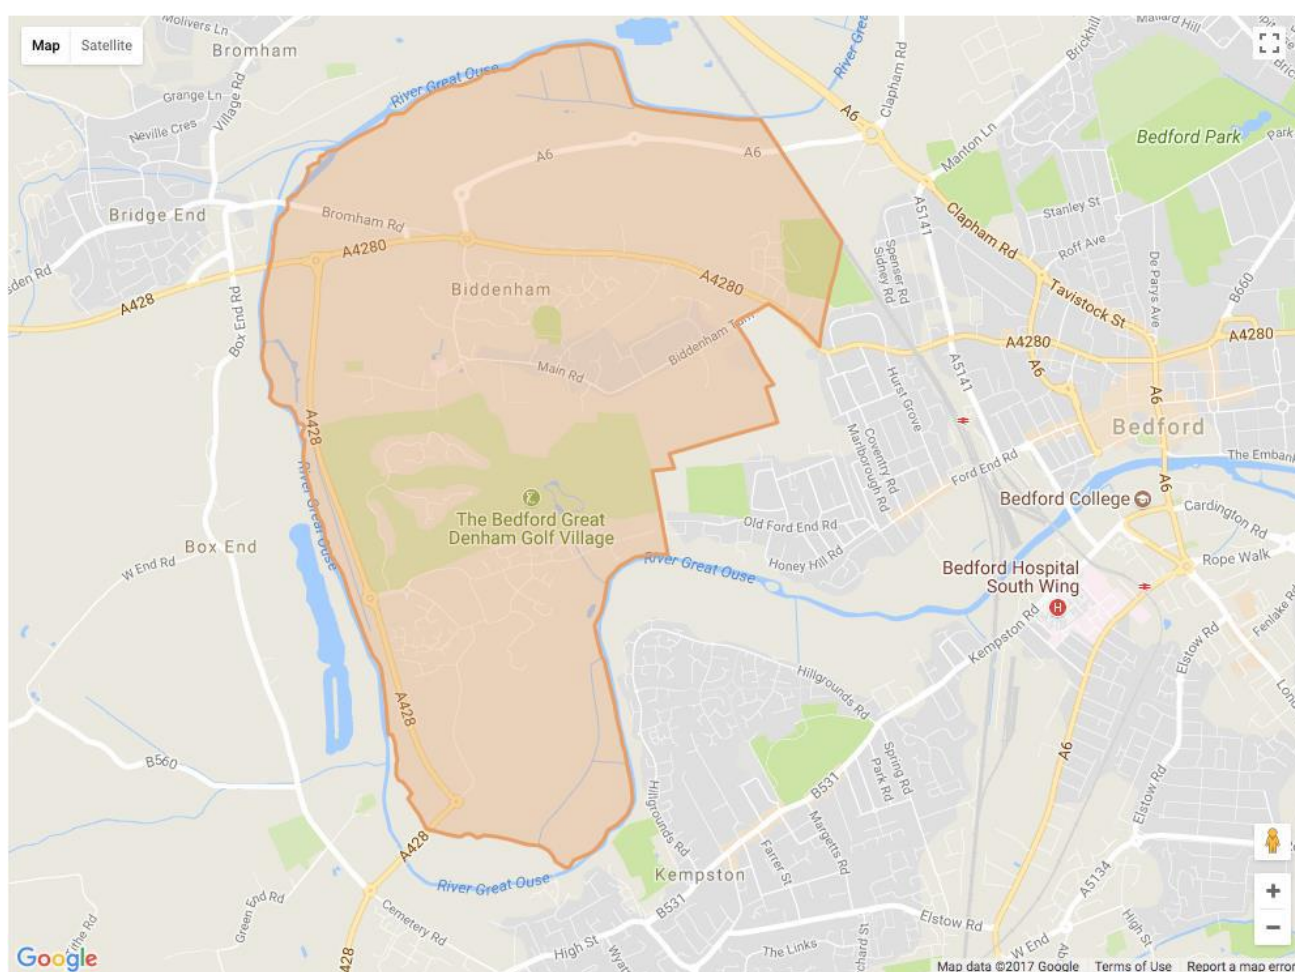 Map
Satellite
Molivers Ln
Bromham
Grange Ln
Neville Cres
Village Rd
River Great Ouse
A6
Clapham Rd
Brickhill
Mallard Hill
Manton Ln
Bedford Park
Park
Bridge End
Bromham Rd
A6
A6
A5141
Stanley St
Clapham Rd
Roff Ave
De Parys Ave
B660
A4280
A428
Box End Rd
Biddenham
A4280
Spenser Rd
Sidney Rd
Tavistock St
A4280
A4280
Main Rd
Biddenham Turn
Hurst Grove
A5141
A6
A6
Bedford
A428
Coventry Rd
Marlborough Rd
Ford End Rd
The Embank
River Great Ouse
The Bedford Great
Denham Golf Village
Old Ford End Rd
Honey Hill Rd
Bedford College
A6
Cardington Rd
Box End
W End Rd
River Great Ouse
Bedford Hospital
South Wing
H
Rope Walk
Fenlake Rd
Kempston Rd
Elstow Rd
Hillgrounds Rd
A428
B560
A6
B531
Spring Rd
Park Rd
Hillgrounds Rd
Margetts Rd
Farrer St
Elstow Rd
A428
River Great Ouse
Kempston
B531
A5134
Green End Rd
Cemetery Rd
High St
The Links
Elstow Rd
W End
High St
A428
Google
Map data ©2017 Google
Terms of Use
Report a map error